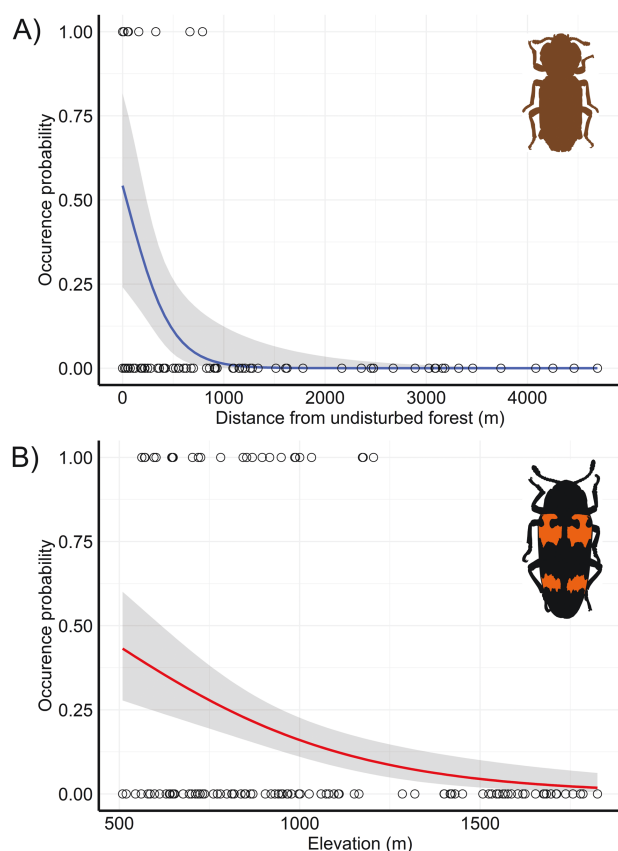 A)
1.00
0.75
0.50
0.25
0.00
Occurence probability
0 1000 2000 3000 4000
Distance from undisturbed forest (m)
B)
1.00
0.75
0.50
0.25
0.00
Occurence probability
500 1000 1500
Elevation (m)